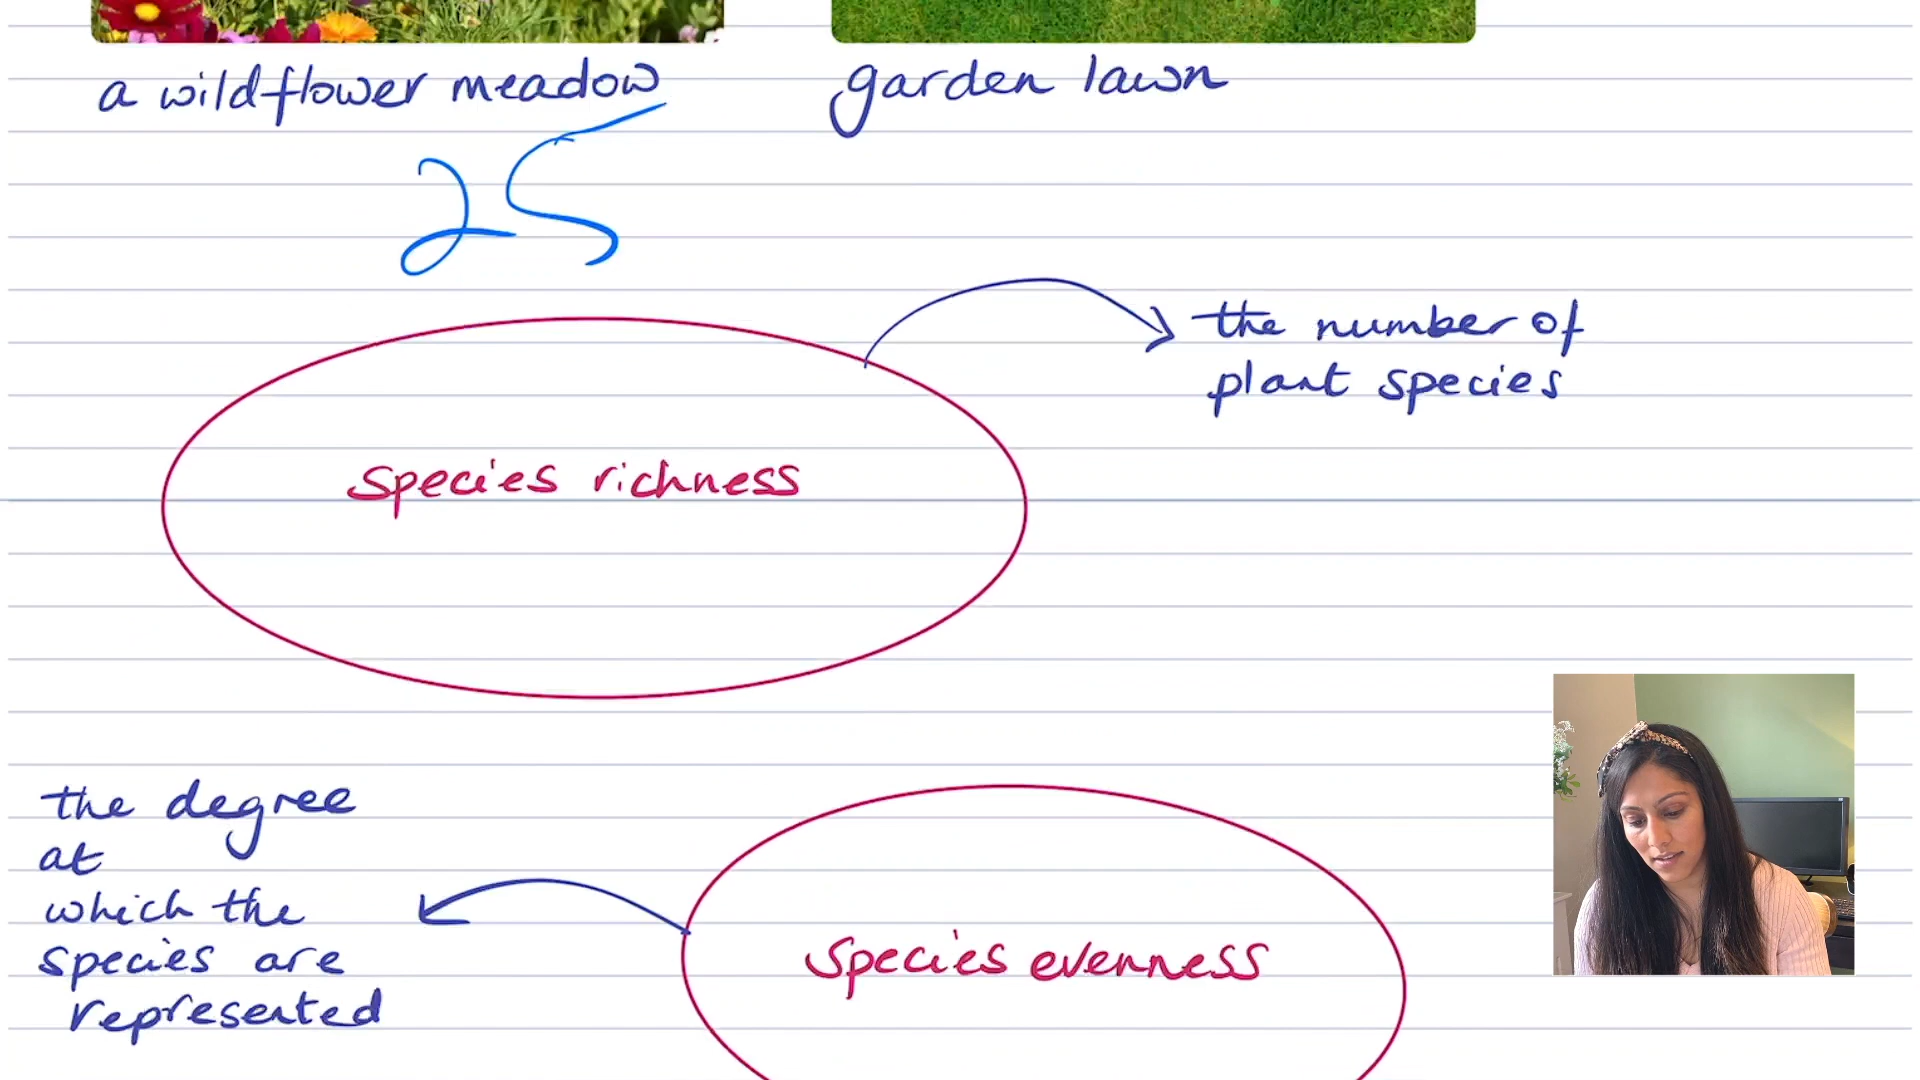 a wildflower meadow
garden lawn
25
the number of
plant species
species richness
the degree
at
which the
species are
represented
species evenness